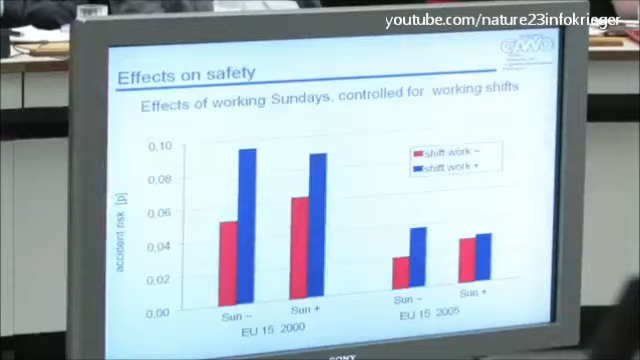 youtube.com/nature23infokrieger
Effects on safety
Effects of working Sundays, controlled for working shifts
0,10
0,08
0,06
0,04
0,02
0,00
accident risk [p]
shift work –
shift work +
Sun –
Sun +
Sun –
Sun +
EU 15 2000
EU 15 2005
SONY